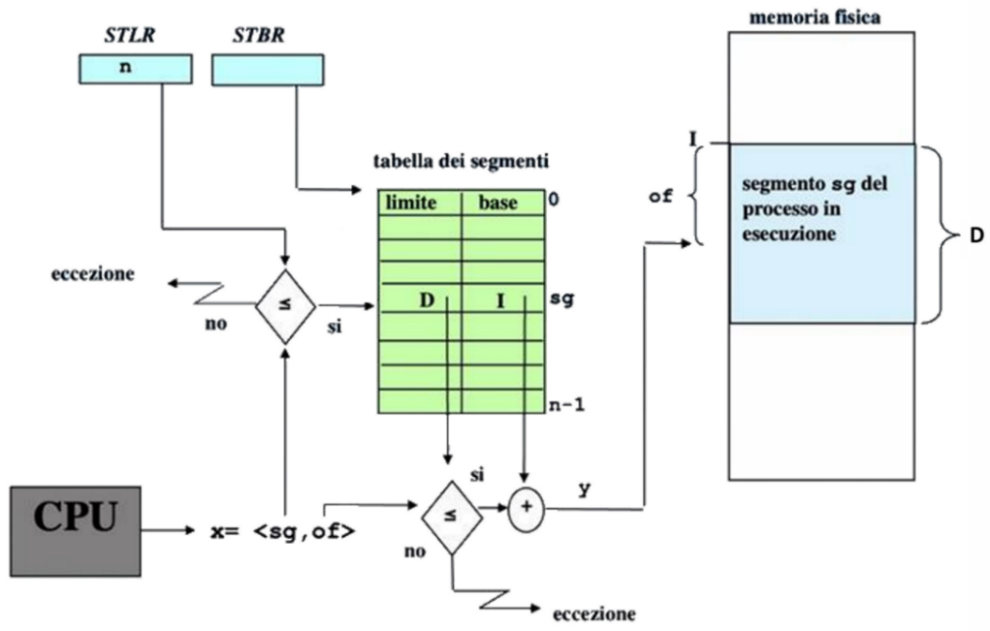 memoria fisica
STLR
STBR
n
I
tabella dei segmenti
limite
base
0
of
segmento sg del
processo in
esecuzione
D
eccezione
≤
no
si
D
I
sg
n-1
si
y
CPU
x= <sg,of>
≤
+
no
eccezione